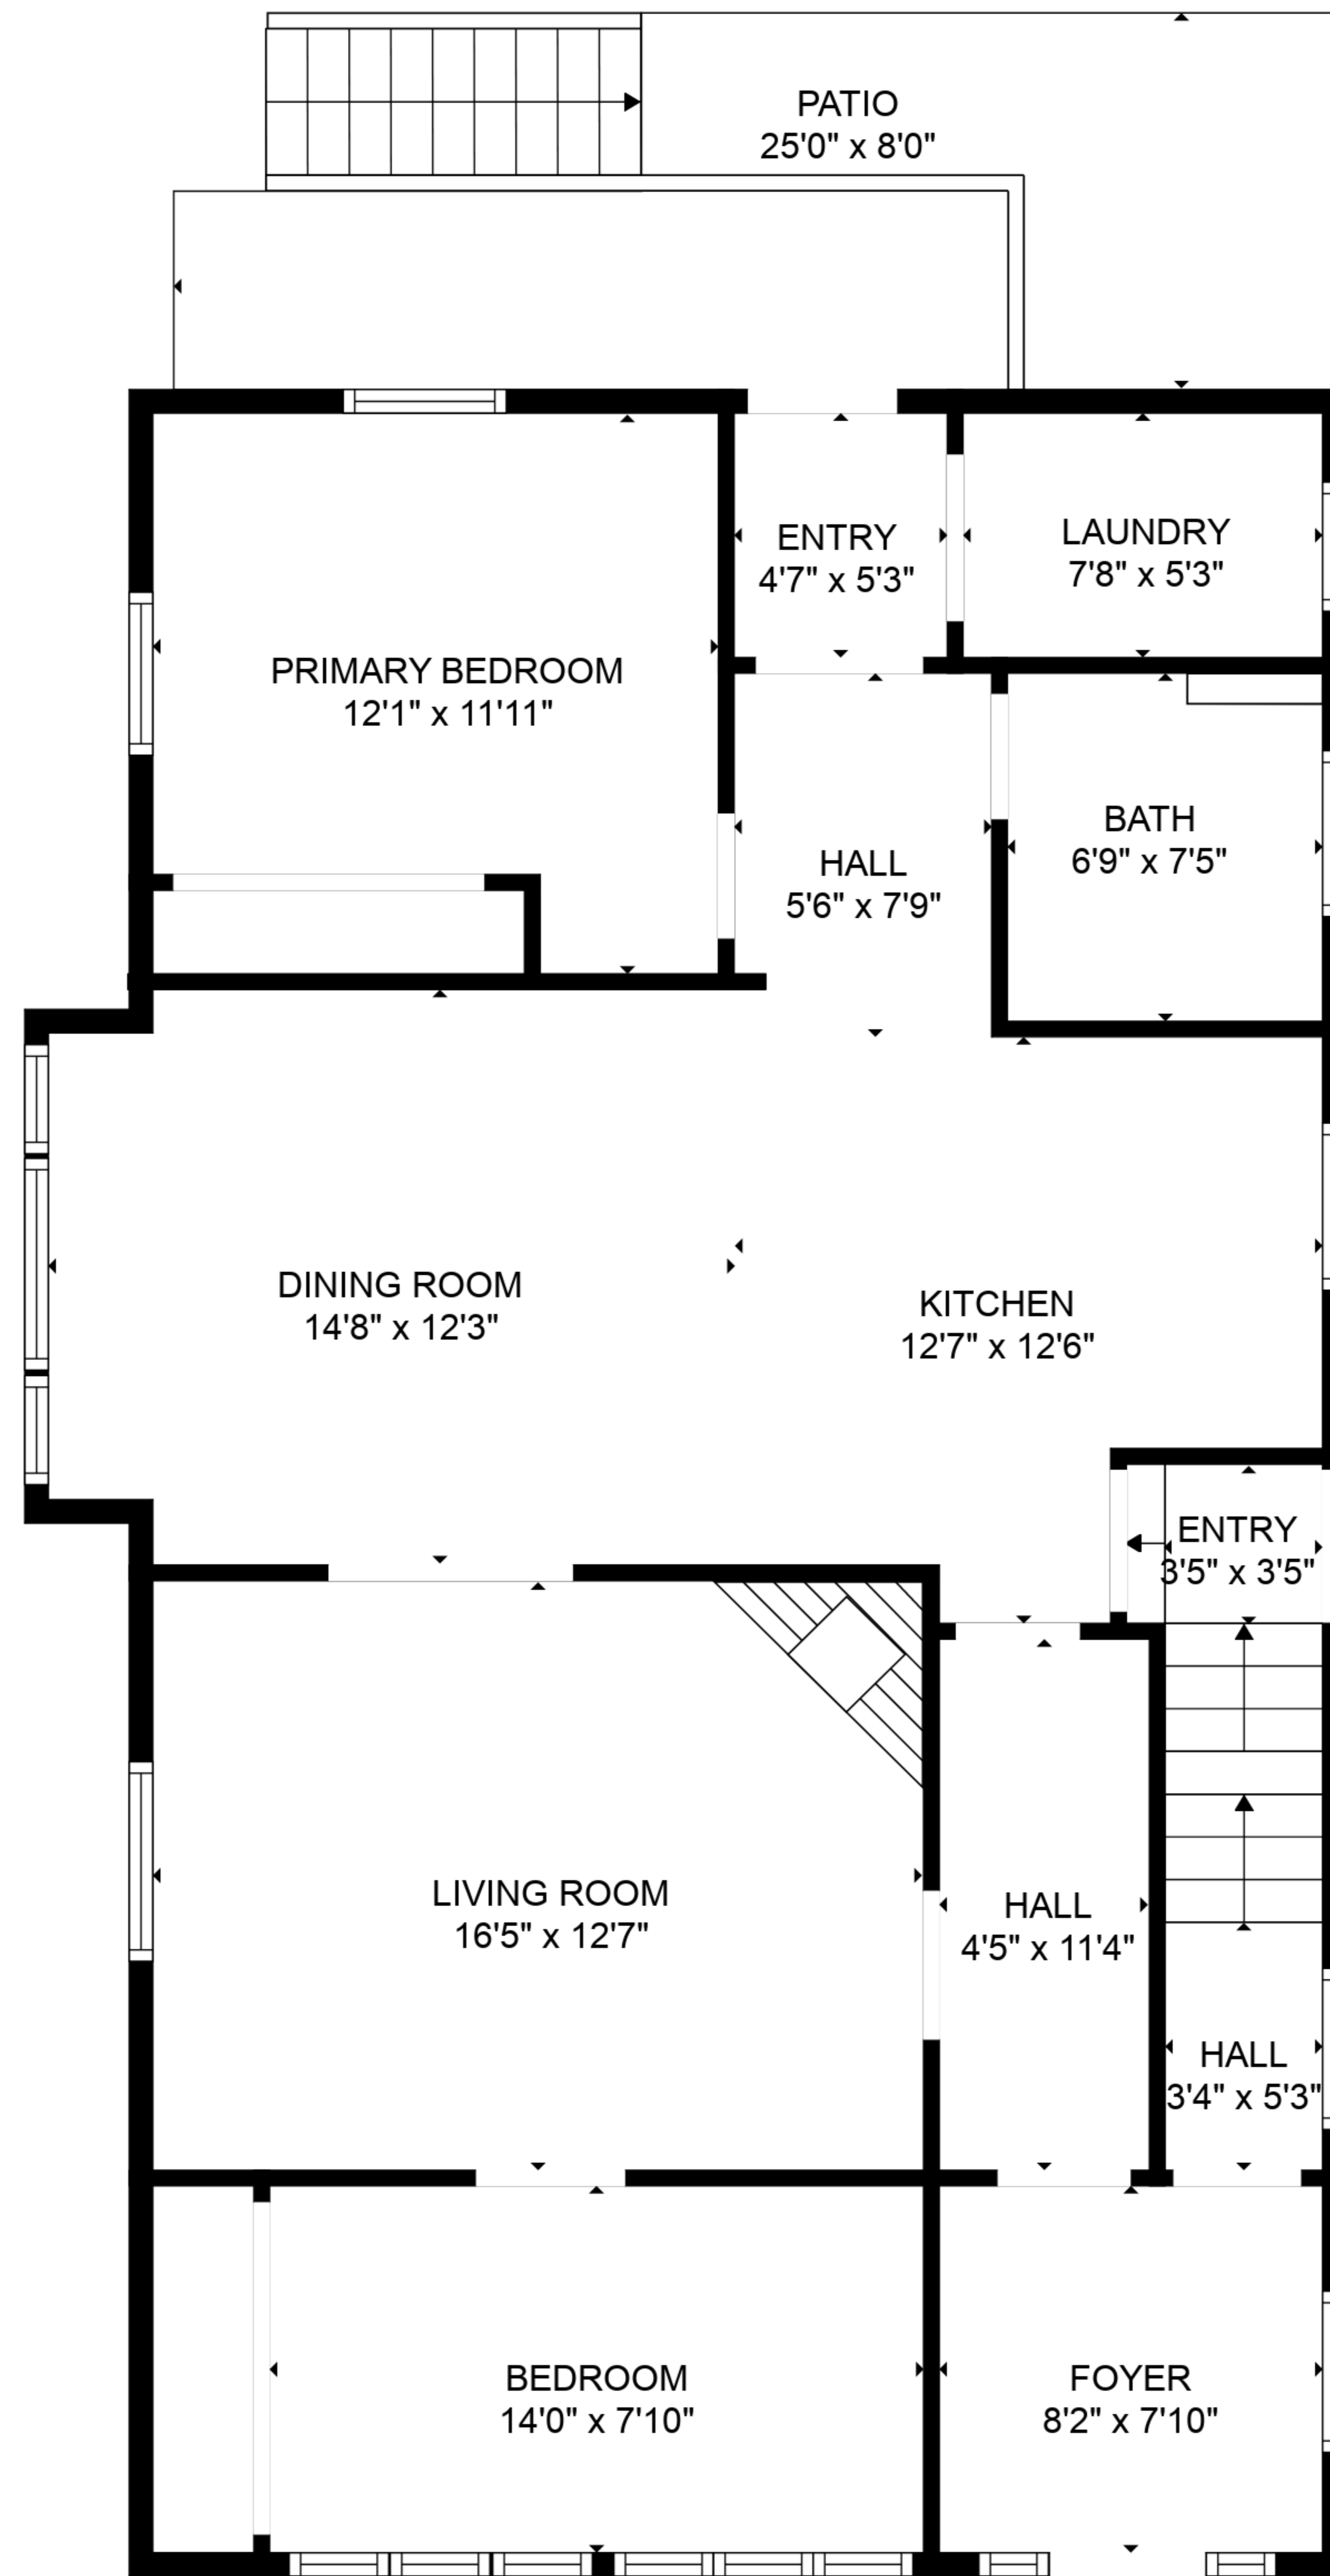 PATIO
25'0" x 8'0"
ENTRY
4'7" x 5'3"
LAUNDRY
7'8" x 5'3"
PRIMARY BEDROOM
12'1" x 11'11"
HALL
5'6" x 7'9"
BATH
6'9" x 7'5"
DINING ROOM
14'8" x 12'3"
KITCHEN
12'7" x 12'6"
ENTRY
3'5" x 3'5"
LIVING ROOM
16'5" x 12'7"
HALL
4'5" x 11'4"
HALL
3'4" x 5'3"
BEDROOM
14'0" x 7'10"
FOYER
8'2" x 7'10"